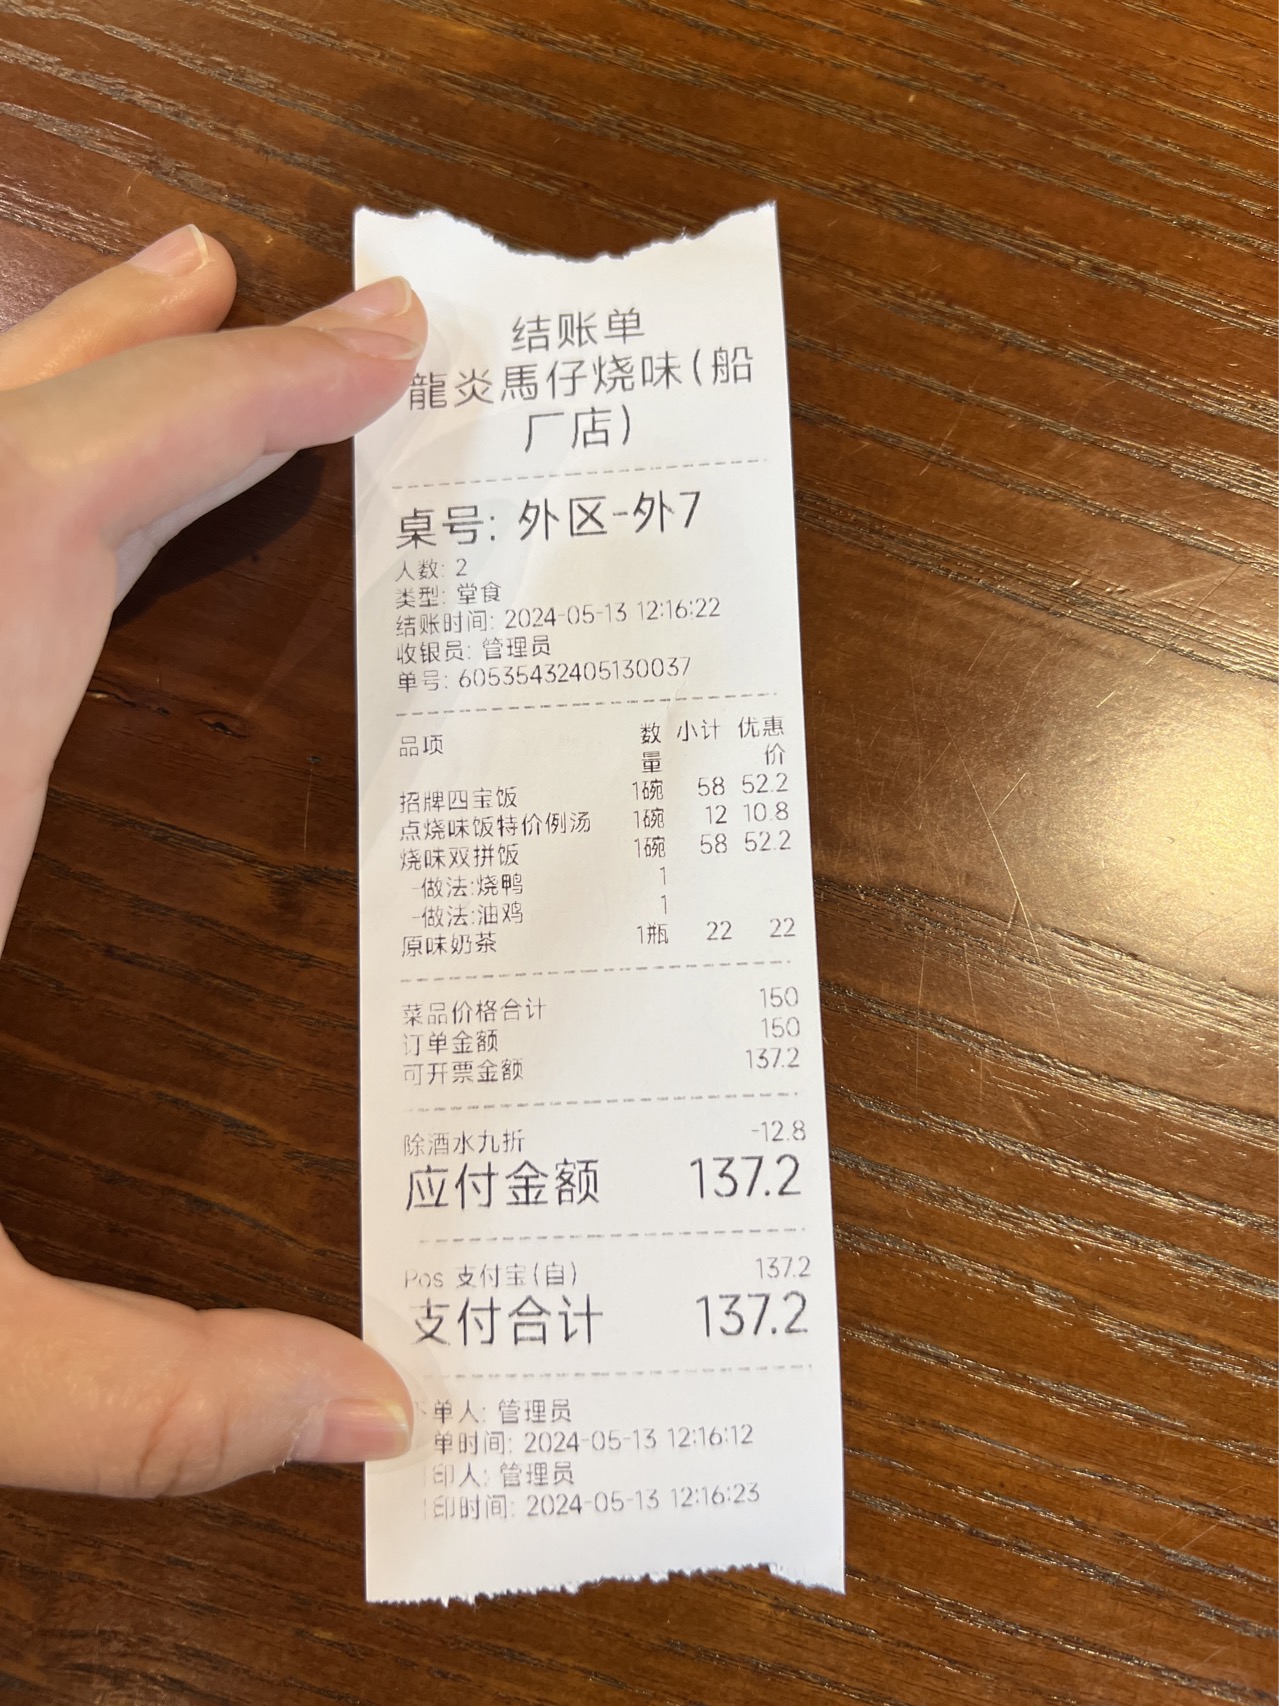 结账单
龍炎馬仔烧味(船
厂店)
桌号: 外区-外7
人数: 2
类型: 堂食
结账时间: 2024-05-13 12:16:22
收银员: 管理员
单号: 60535432405130037
品项 数 小计 优惠
量 价
招牌四宝饭 1碗 58 52.2
点烧味饭特价例汤 1碗 12 10.8
烧味双拼饭 1碗 58 52.2
-做法:烧鸭 1
-做法:油鸡 1
原味奶茶 1瓶 22 22
菜品价格合计 150
订单金额 150
可开票金额 137.2
除酒水九折 -12.8
应付金额 137.2
Pos 支付宝(自) 137.2
支付合计 137.2
下单人: 管理员
单时间: 2024-05-13 12:16:12
印人: 管理员
印时间: 2024-05-13 12:16:23